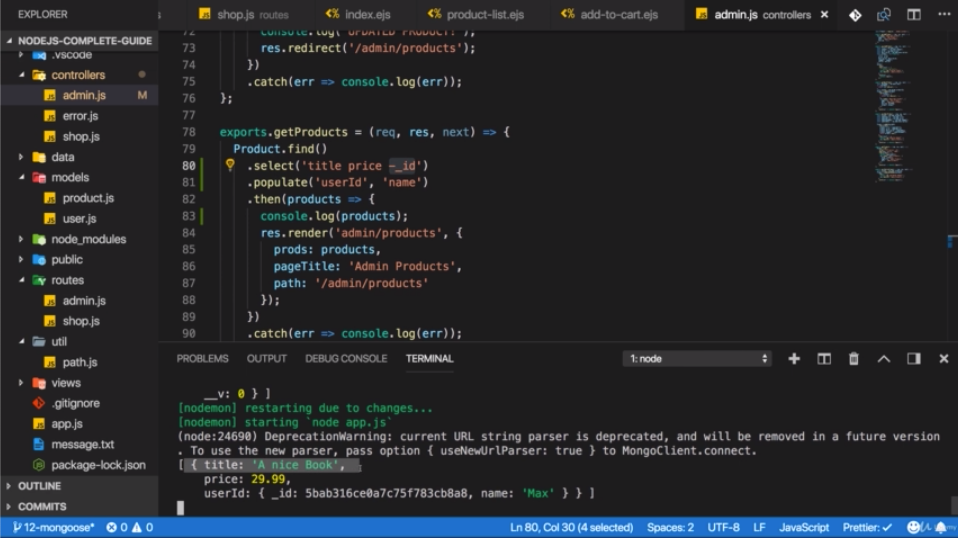 EXPLORER
shop.js routes
index.ejs
product-list.ejs
add-to-cart.ejs
admin.js controllers
NODEJS-COMPLETE-GUIDE
.vscode
controllers
admin.js M
error.js
shop.js
data
models
product.js
user.js
node_modules
public
routes
admin.js
shop.js
util
path.js
views
.gitignore
app.js
message.txt
package-lock.json
OUTLINE
COMMITS
72 console.log('UPDATED PRODUCT!');
73 res.redirect('/admin/products');
74 })
75 .catch(err => console.log(err));
76 };
77
78 exports.getProducts = (req, res, next) => {
79 Product.find()
80 .select('title price -_id')
81 .populate('userId', 'name')
82 .then(products => {
83 console.log(products);
84 res.render('admin/products', {
85 prods: products,
86 pageTitle: 'Admin Products',
87 path: '/admin/products'
88 });
89 })
90 .catch(err => console.log(err));
PROBLEMS OUTPUT DEBUG CONSOLE TERMINAL 1: node
__v: 0 } ]
[nodemon] restarting due to changes...
[nodemon] starting `node app.js`
(node:24690) DeprecationWarning: current URL string parser is deprecated, and will be removed in a future version
. To use the new parser, pass option { useNewUrlParser: true } to MongoClient.connect.
[ { title: 'A nice Book',
price: 29.99,
userId: { _id: 5bab316ce0a7c75f783cb8a8, name: 'Max' } } ]
12-mongoose* 0 0 Ln 80, Col 30 (4 selected) Spaces: 2 UTF-8 LF JavaScript Prettier: ✓